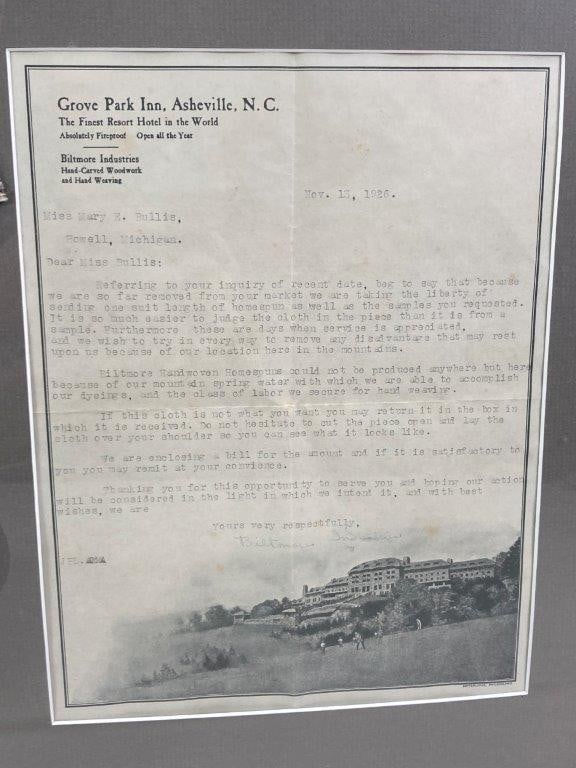 Grove Park Inn, Asheville, N. C.
The Finest Resort Hotel in the World
Absolutely Fireproof Open all the Year
Biltmore Industries
Hand-Carved Woodwork
and Hand Weaving
Nov. 13, 1926.
Miss Mary E. Bullis,
Howell, Michigan.
Dear Miss Bullis:
Referring to your inquiry of recent date, beg to say that because
we are so far removed from your market we are taking the liberty of
sending one suit length of homespun as well as the samples you requested.
It is so much easier to judge the cloth in the piece than it is from a
sample. Furthermore these are days when service is appreciated,
and we wish to try in every way to remove any disadvantage that may rest
upon us because of our location here in the mountains.
Biltmore Handwoven Homespuns could not be produced anywhere but here
because of our mountain spring water with which we are able to accomplish
our dyeings, and the class of labor we secure for hand weaving.
If this cloth is not what you want you may return it in the box in
which it is received. Do not hesitate to cut the piece open and lay the
cloth over your shoulder so you can see what it looks like.
We are enclosing a bill for the amount and if it is satisfactory to
you you may remit at your convience.
Thanking you for this opportunity to serve you and hoping our action
will be considered in the light in which we intent it, and with best
wishes, we are
Yours very respectfully,
Biltmore Industries